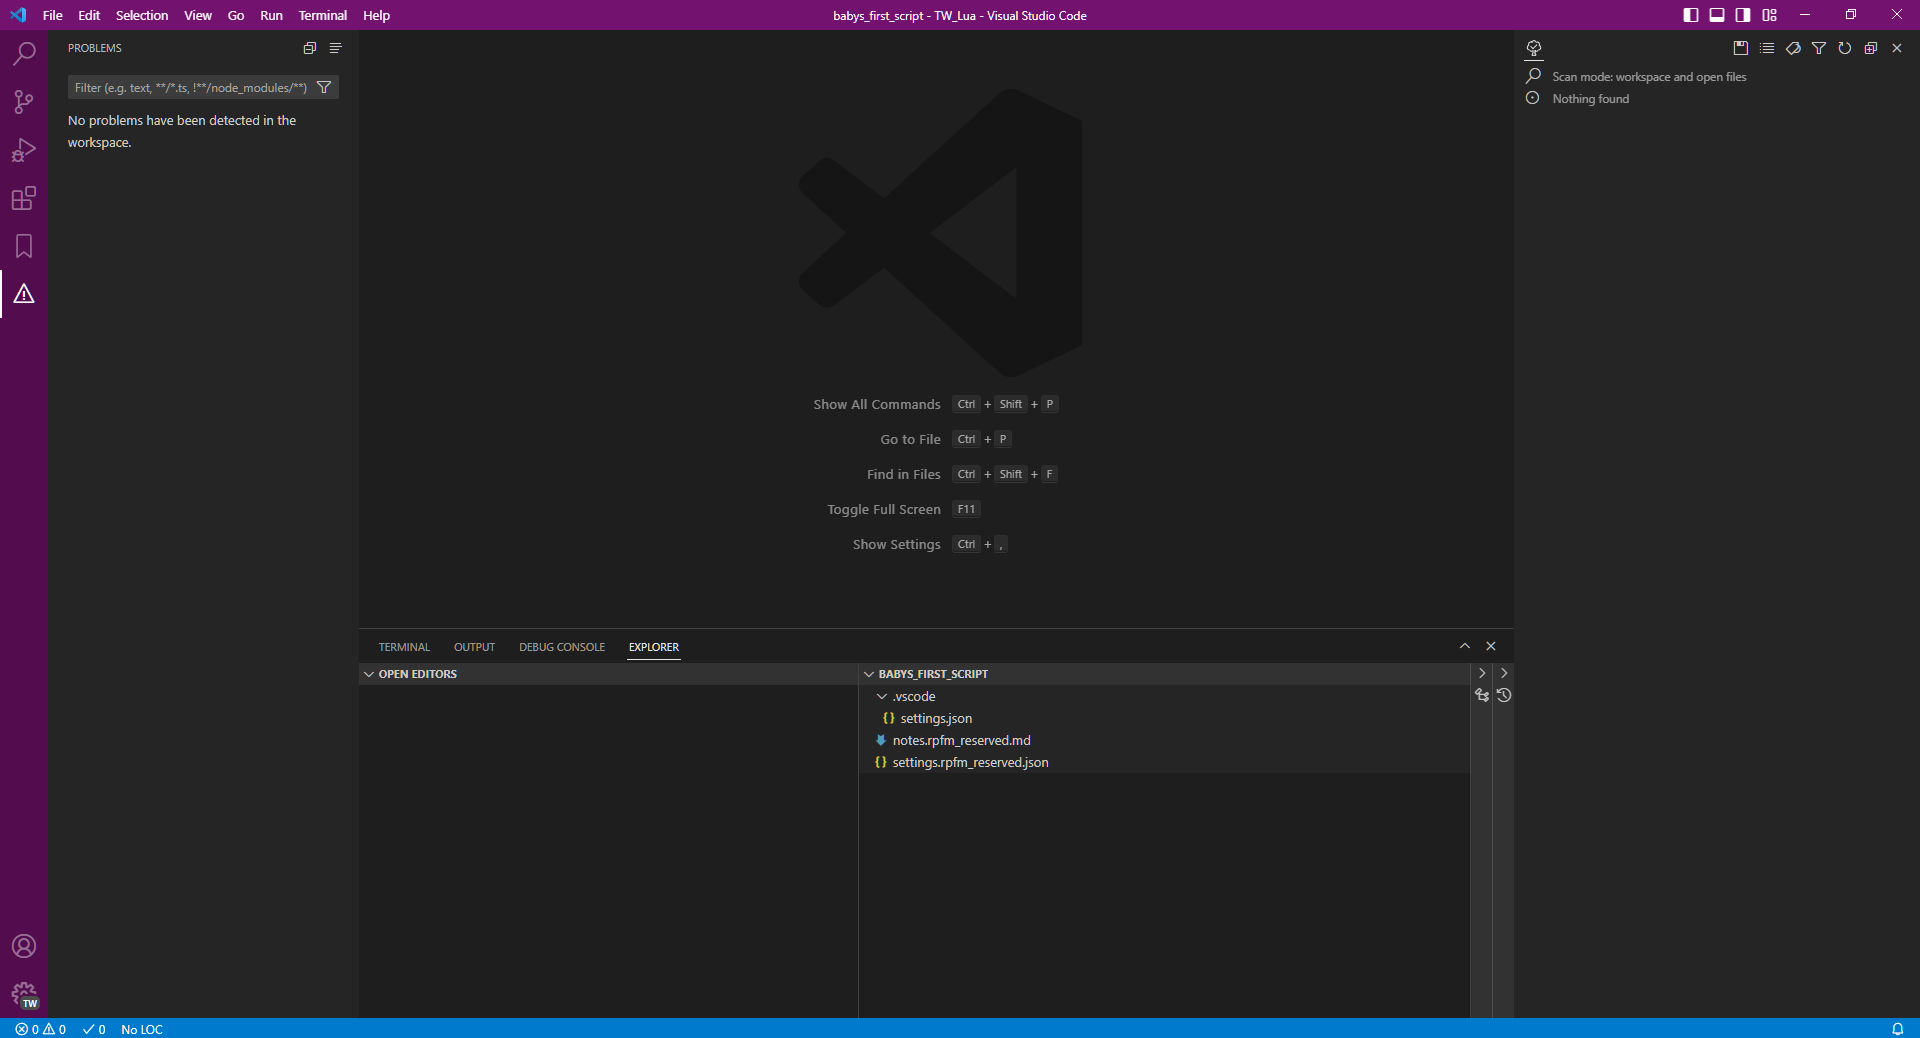 File Edit Selection View Go Run Terminal Help
babys_first_script - TW_Lua - Visual Studio Code
PROBLEMS
Filter (e.g. text, **/*.ts, !**/node_modules/**)
No problems have been detected in the
workspace.
Show All Commands Ctrl + Shift + P
Go to File Ctrl + P
Find in Files Ctrl + Shift + F
Toggle Full Screen F11
Show Settings Ctrl + ,
Scan mode: workspace and open files
Nothing found
TERMINAL OUTPUT DEBUG CONSOLE EXPLORER
OPEN EDITORS
BABYS_FIRST_SCRIPT
.vscode
{} settings.json
notes.rpfm_reserved.md
{} settings.rpfm_reserved.json
TW
0 0 0 No LOC